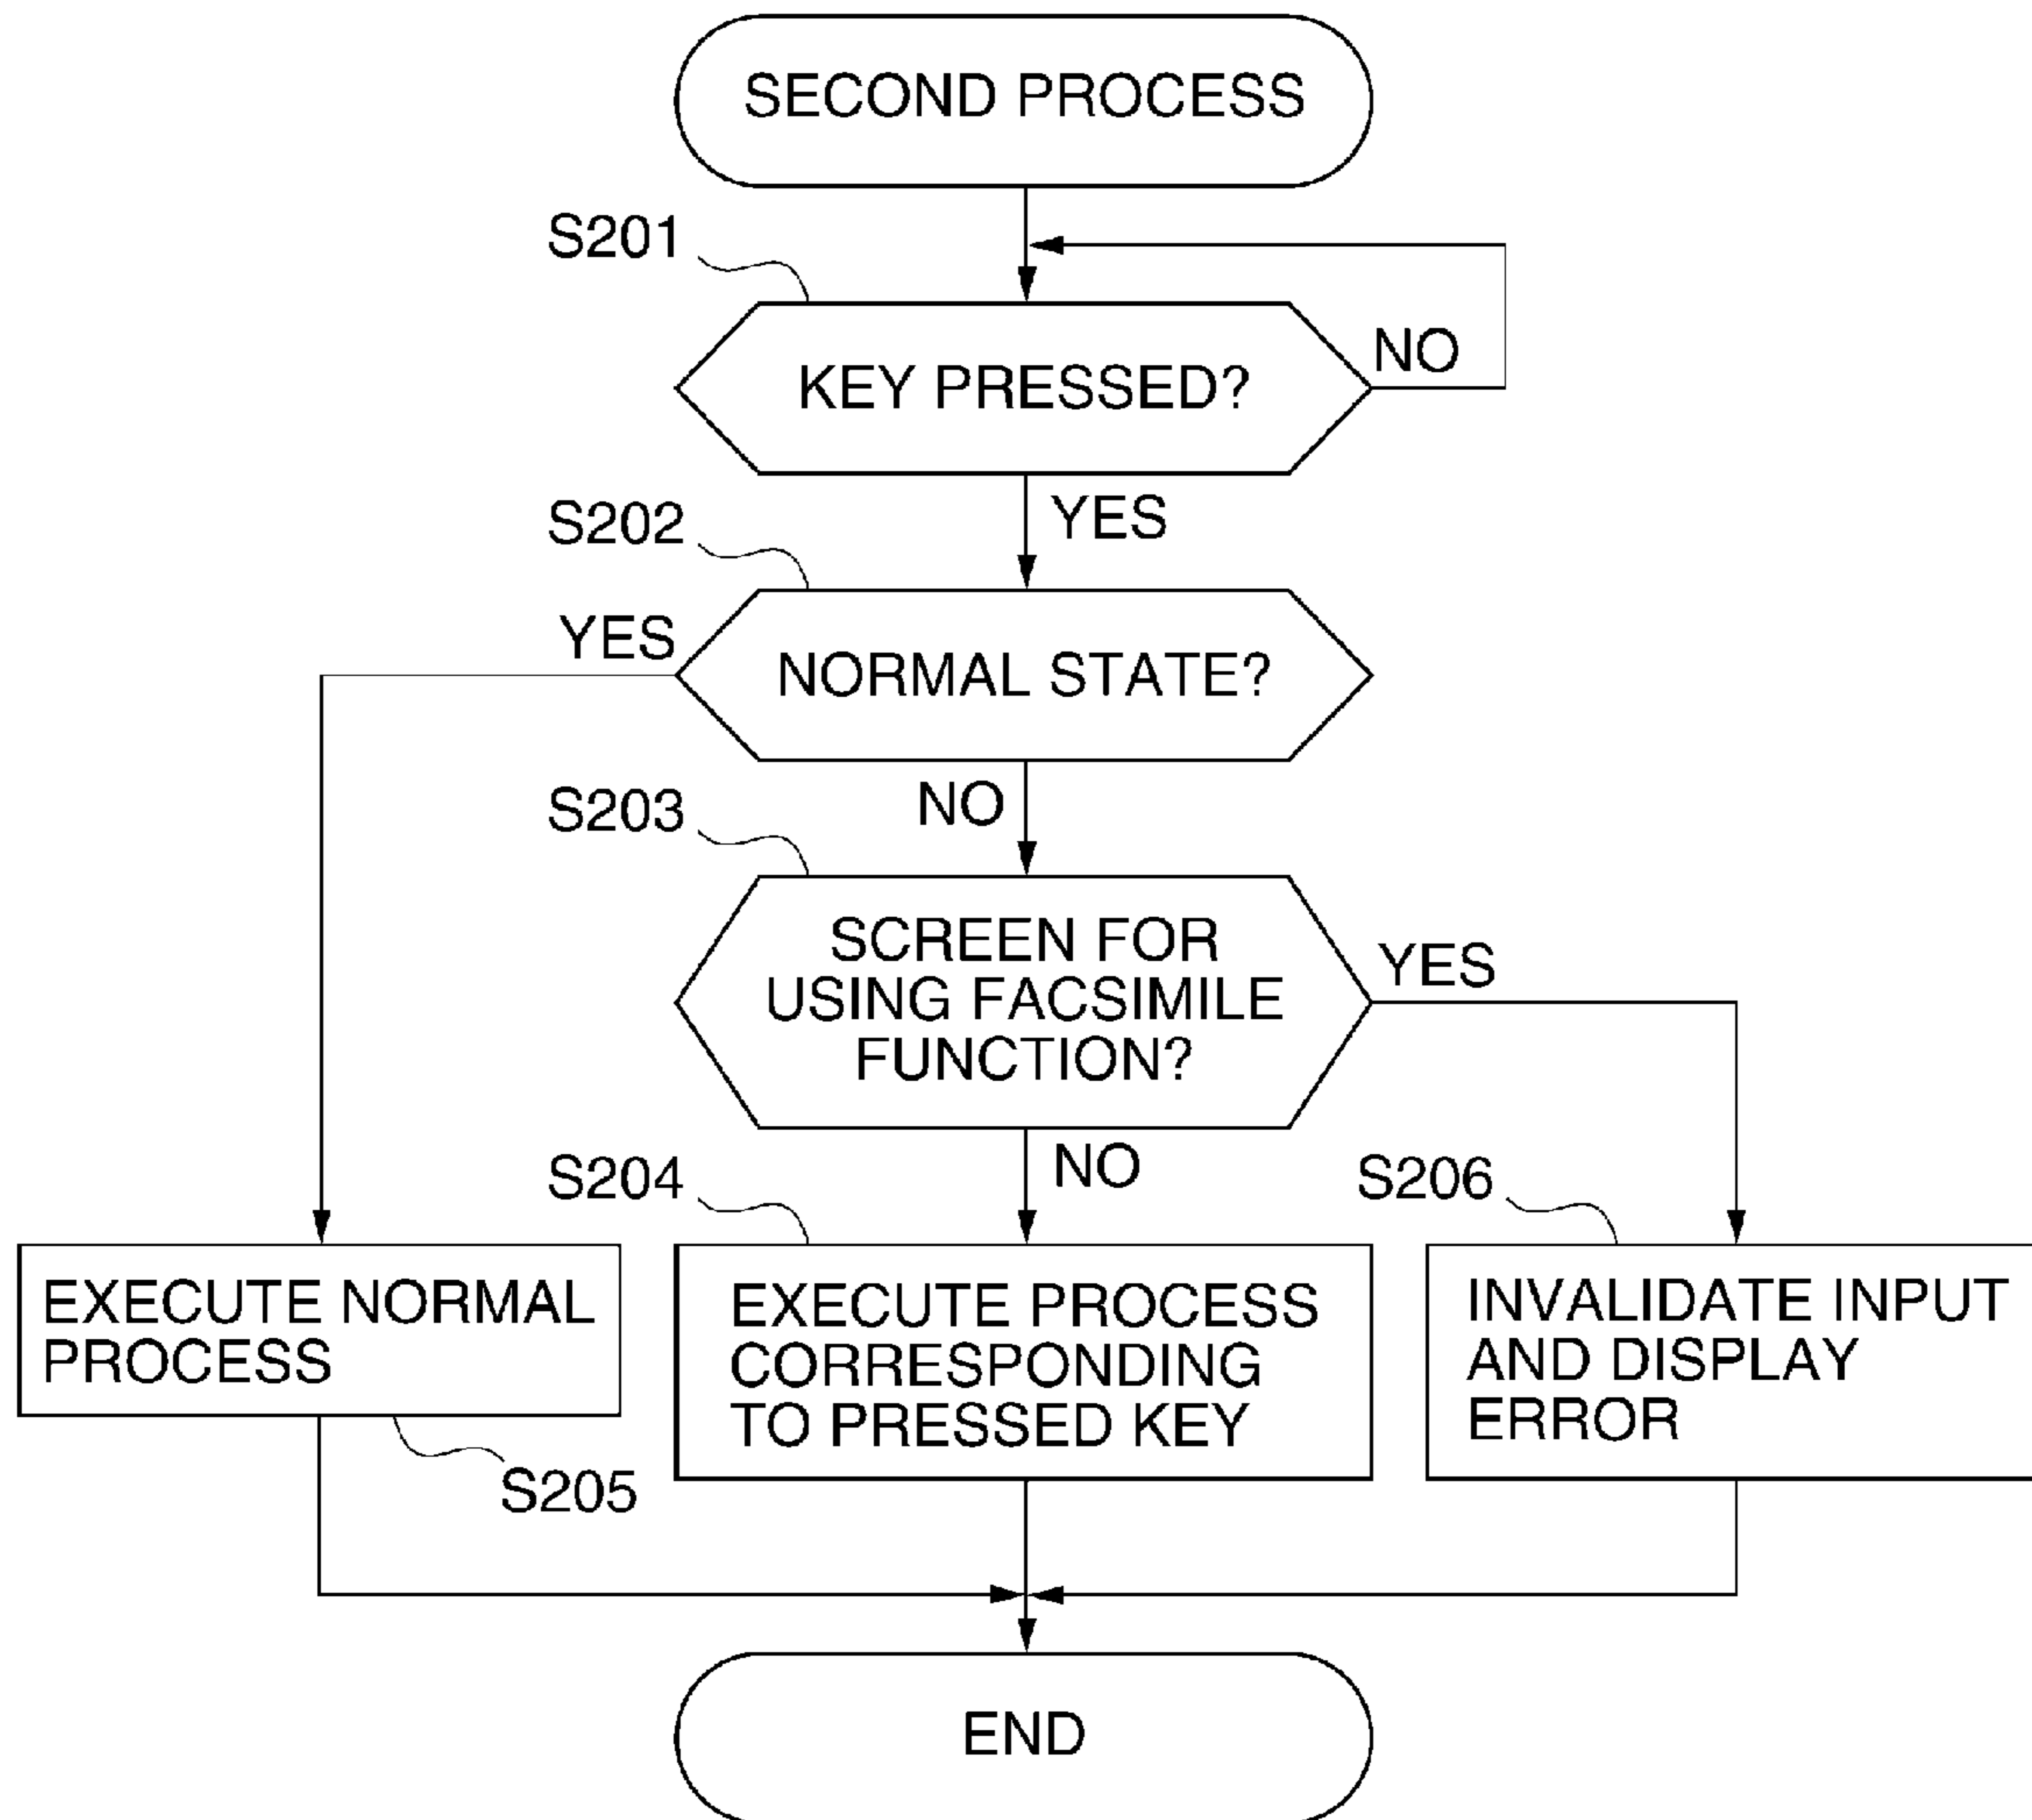 SECOND PROCESS
S201
KEY PRESSED?
NO
YES
S202
YES
NORMAL STATE?
NO
S203
SCREEN FOR
USING FACSIMILE
FUNCTION?
YES
NO
S204
S206
EXECUTE NORMAL
PROCESS
S205
EXECUTE PROCESS
CORRESPONDING
TO PRESSED KEY
INVALIDATE INPUT
AND DISPLAY
ERROR
END